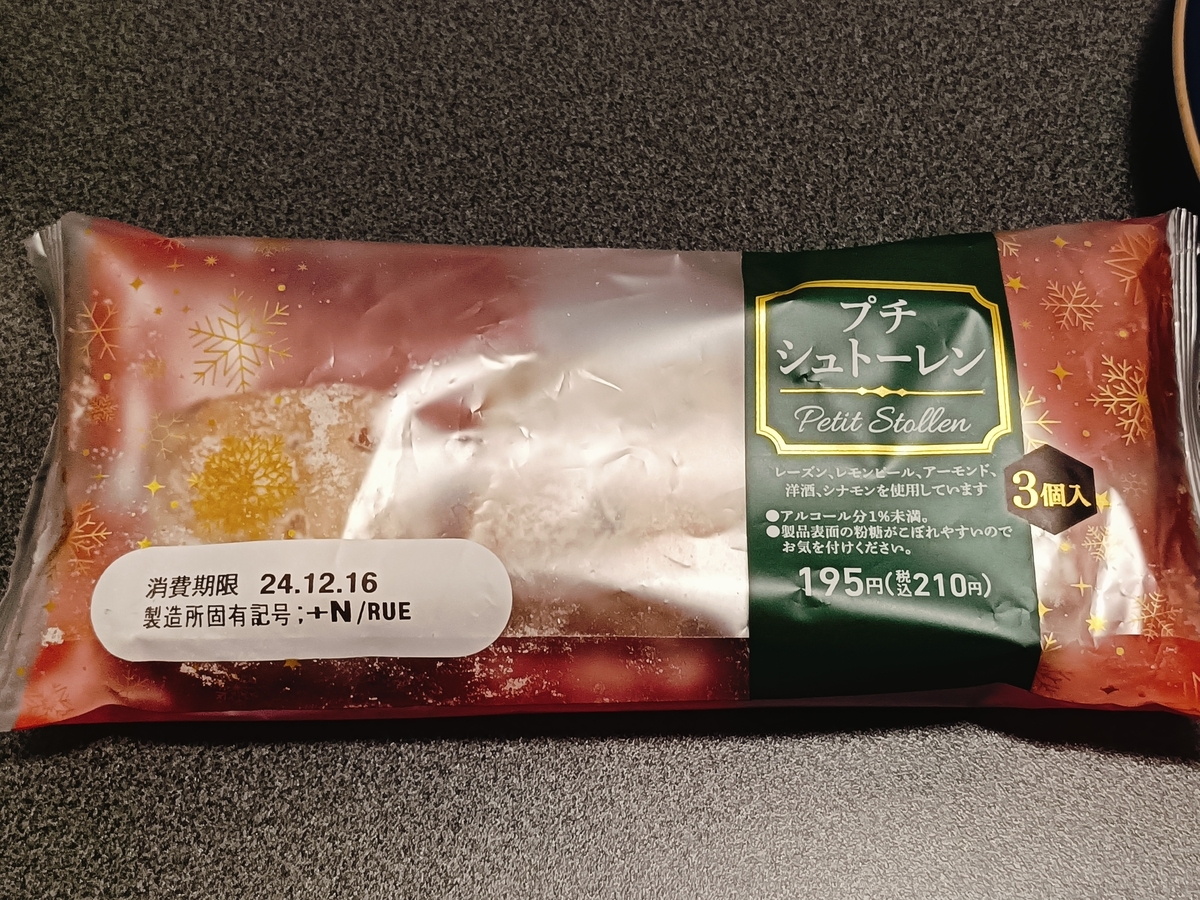 プチ
シュトーレン
Petit Stollen
レーズン、レモンピール、アーモンド、
洋酒、シナモンを使用しています
●アルコール分1%未満。
●製品表面の粉糖がこぼれやすいので
お気を付けください。
195円(税込210円)
3個入
消費期限 24.12.16
製造所固有記号;+N/RUE